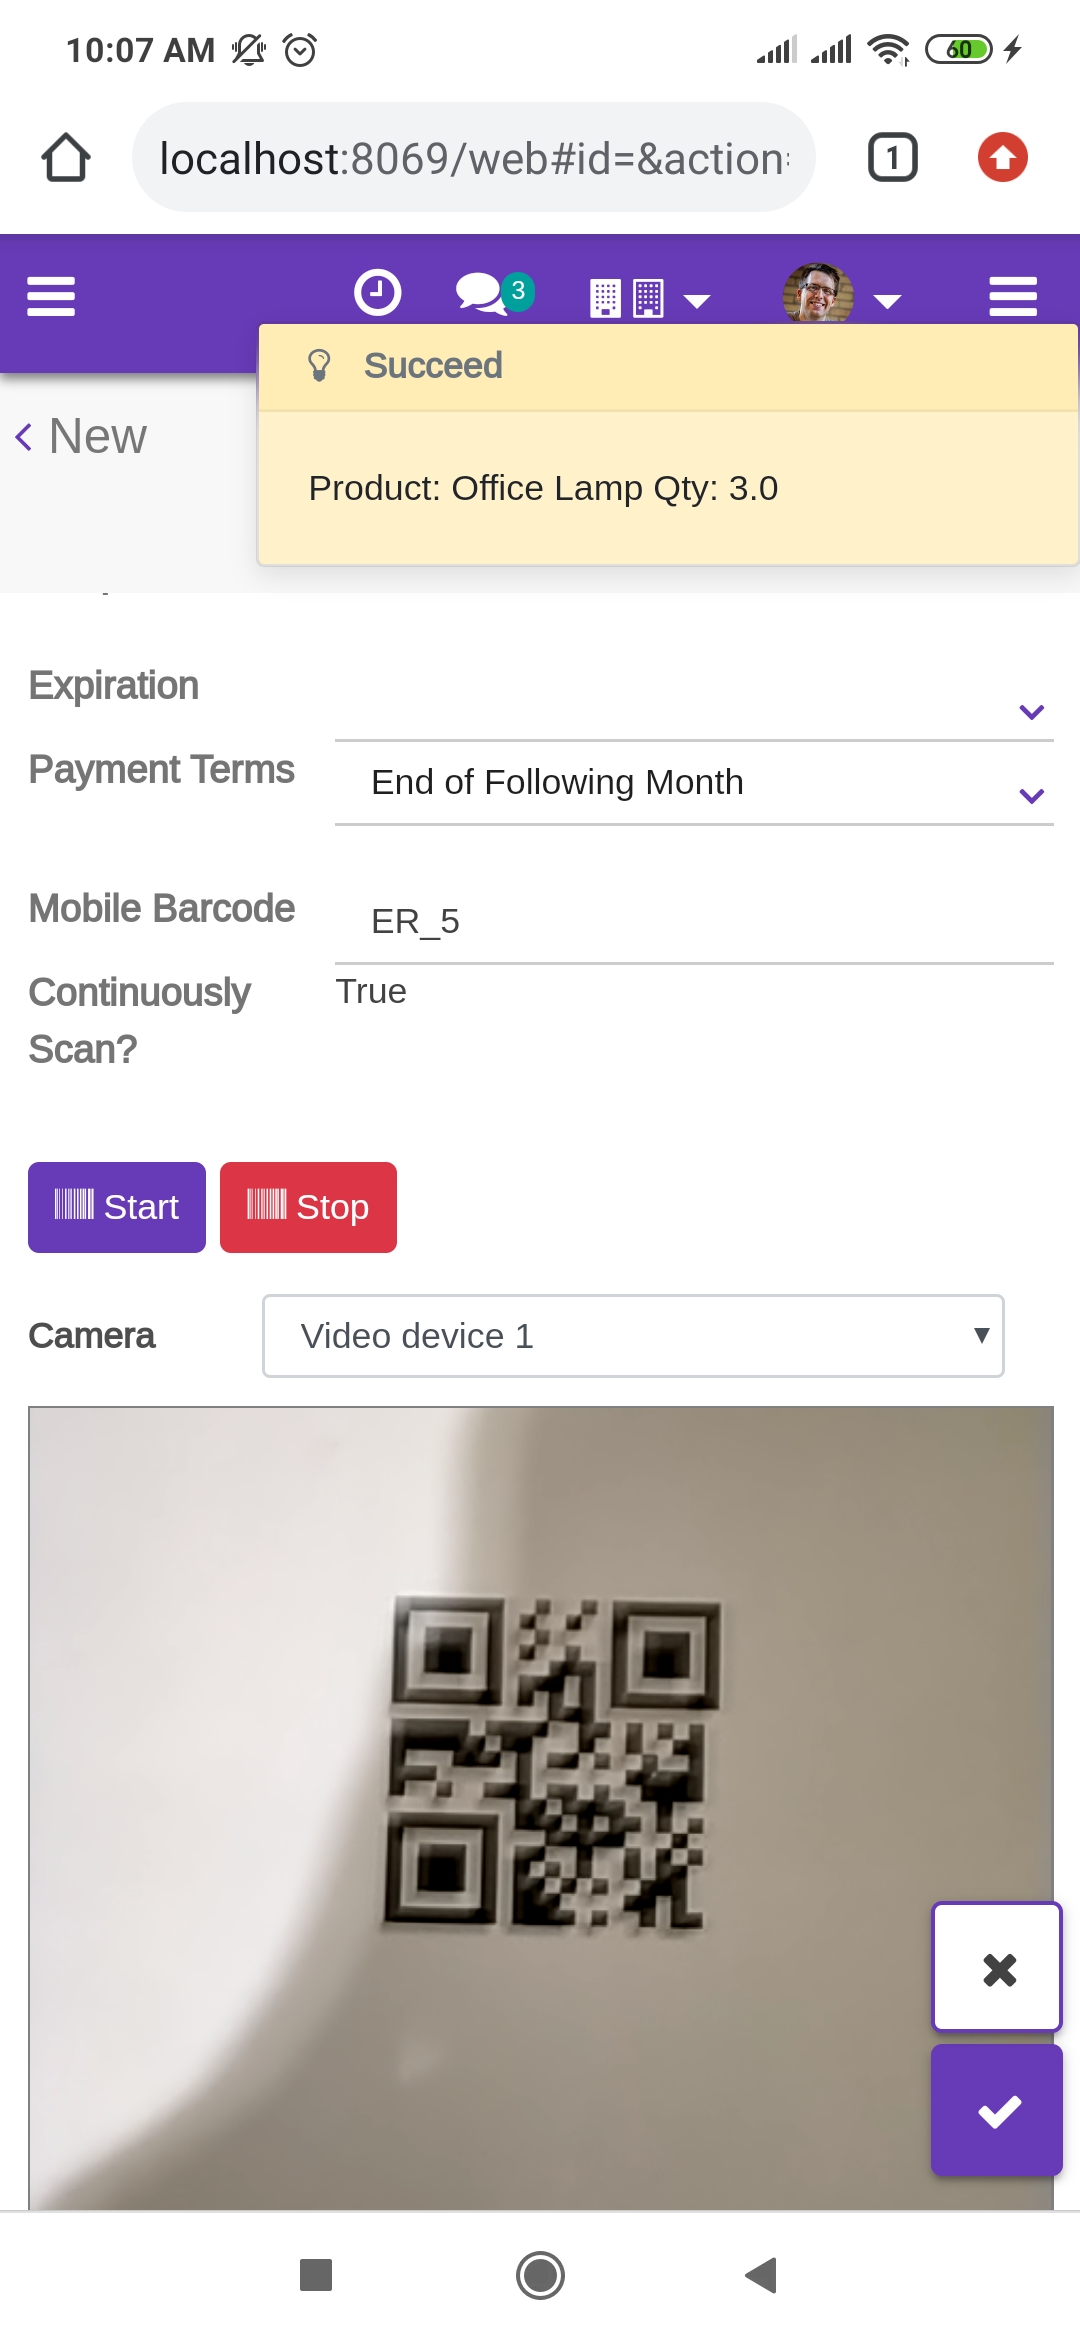 10:07 AM
60
localhost:8069/web#id=&action
1
3
Succeed
New
Product: Office Lamp Qty: 3.0
Expiration
Payment Terms
End of Following Month
Mobile Barcode
ER_5
Continuously
Scan?
True
Start
Stop
Camera
Video device 1